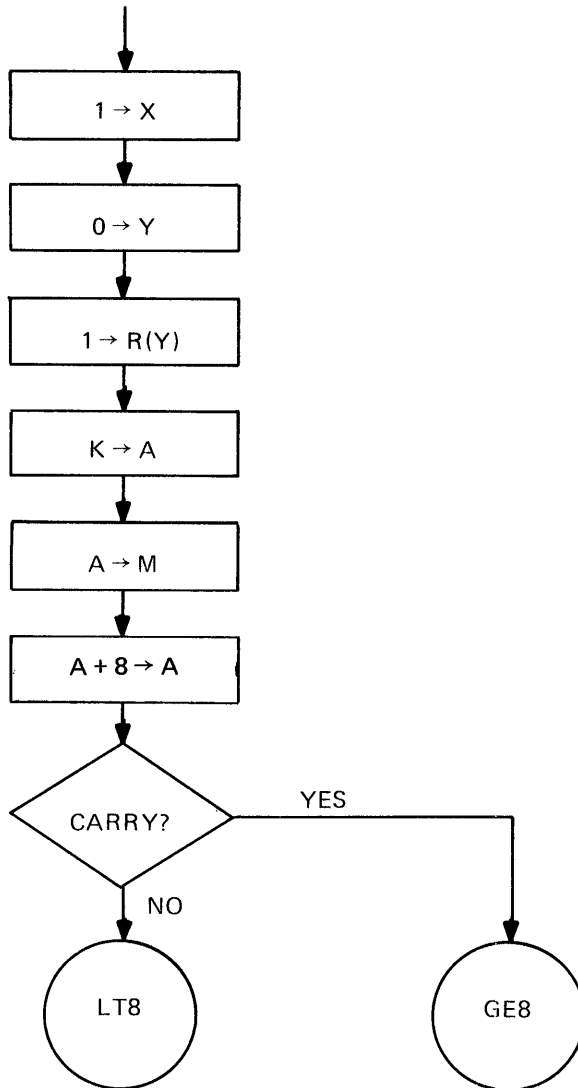 1 → X
0 → Y
1 → R(Y)
K → A
A → M
A + 8 → A
CARRY?
YES
NO
LT8
GE8